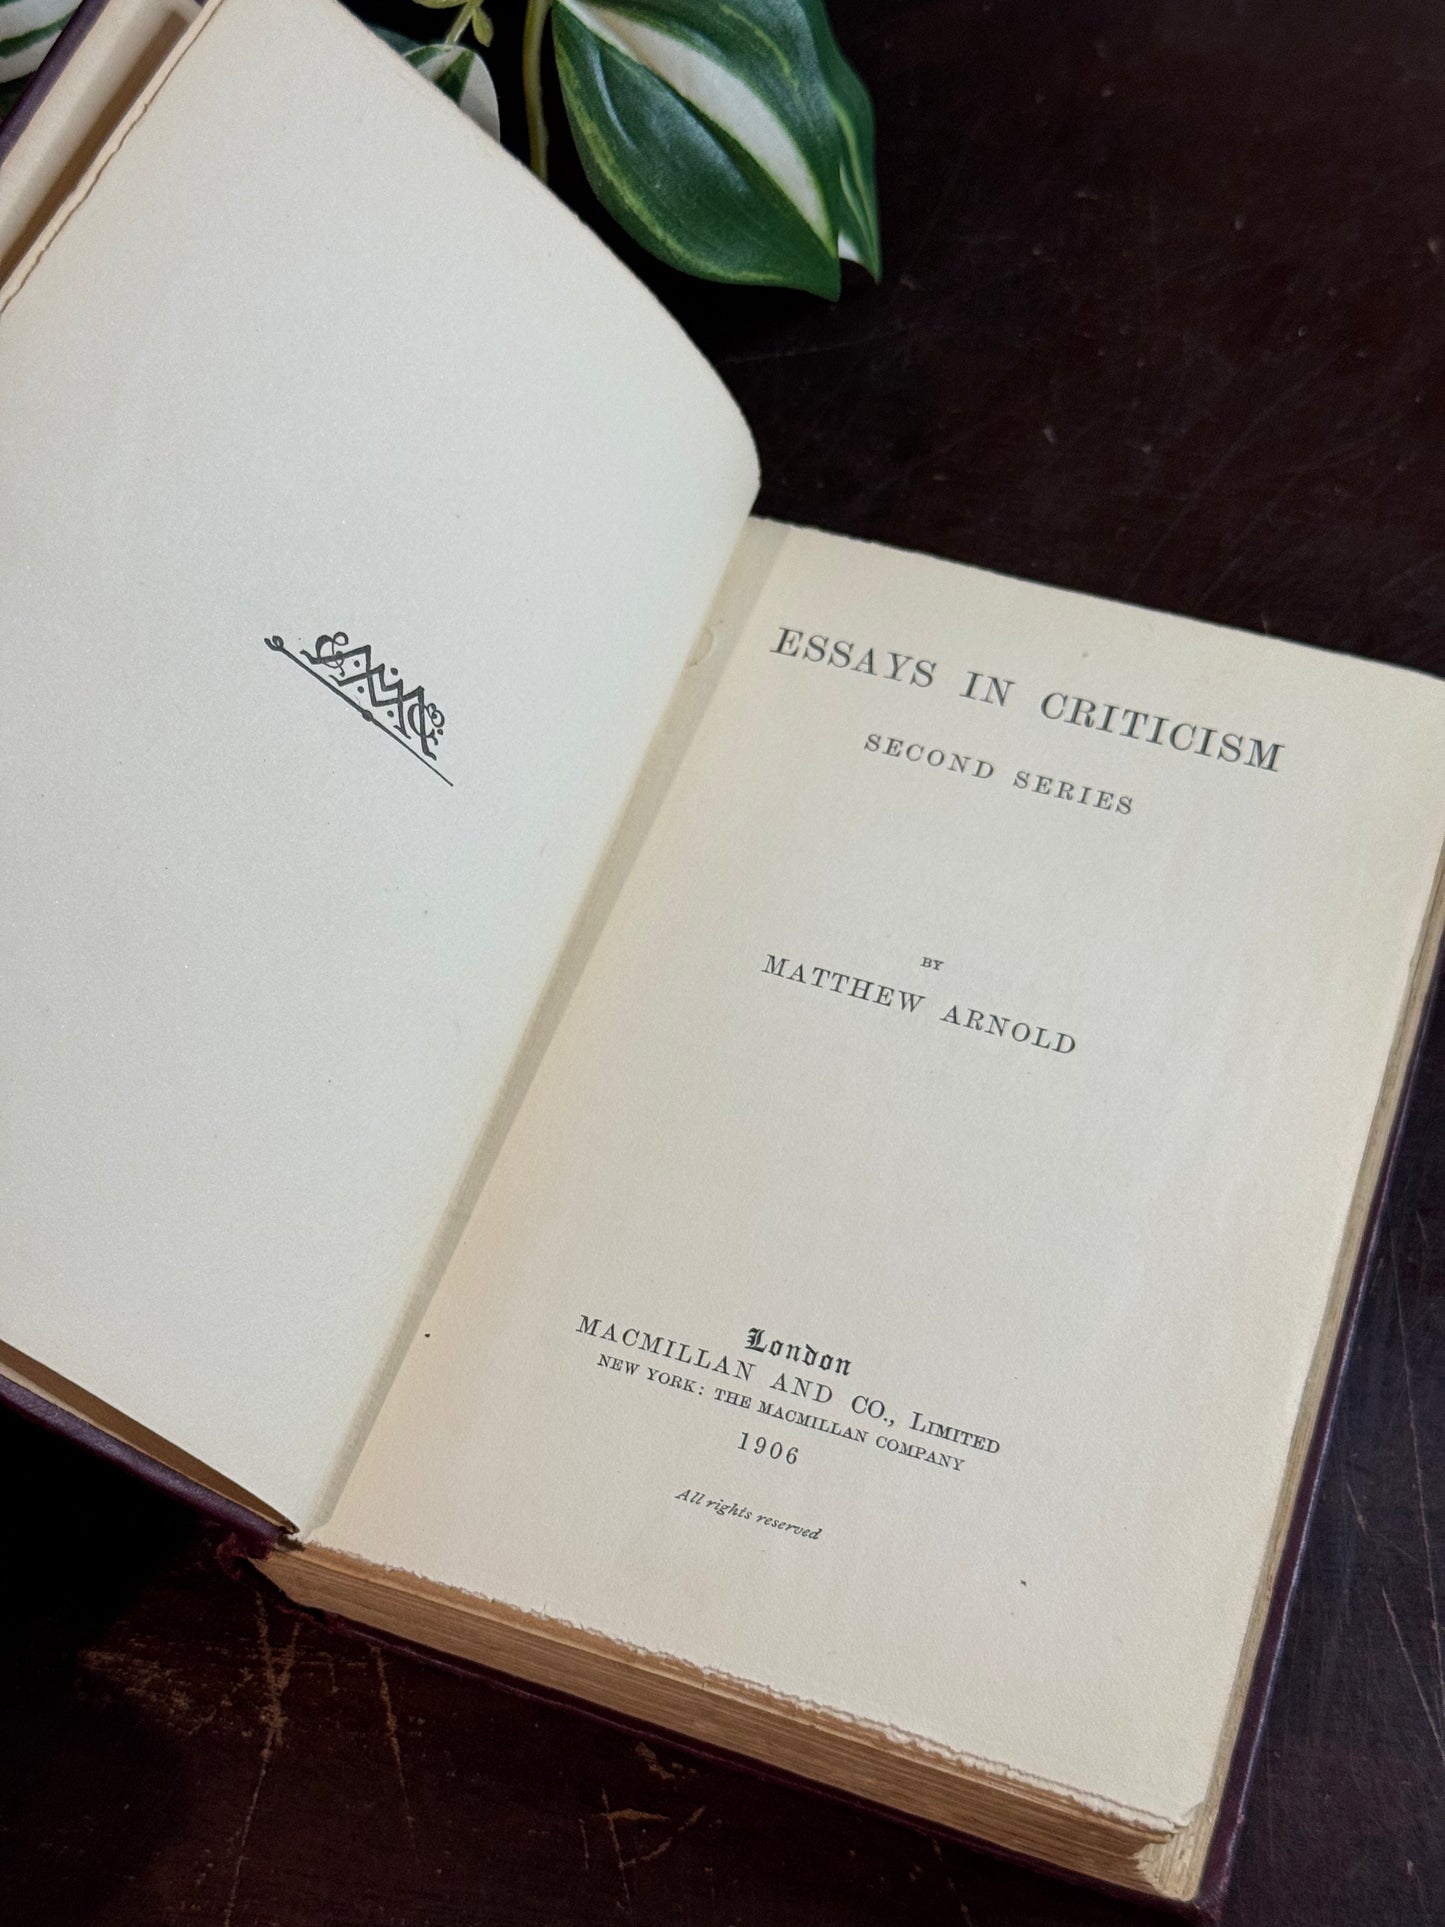 ESSAYS IN CRITICISM
SECOND SERIES
BY
MATTHEW ARNOLD
London
MACMILLAN AND CO., LIMITED
NEW YORK: THE MACMILLAN COMPANY
1906
All rights reserved